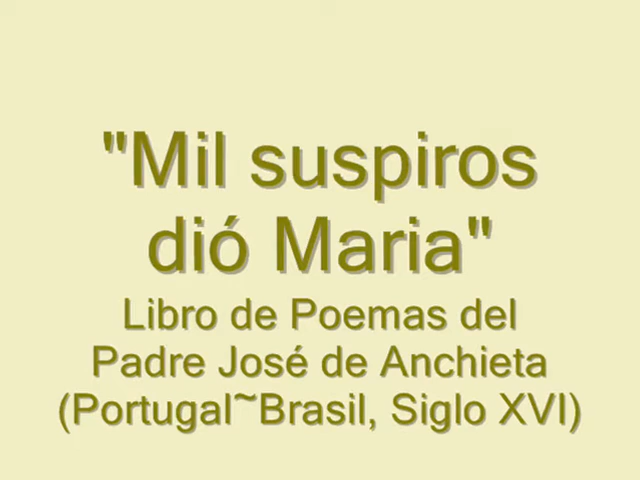 "Mil suspiros
dió Maria"
Libro de Poemas del
Padre José de Anchieta
(Portugal~Brasil, Siglo XVI)